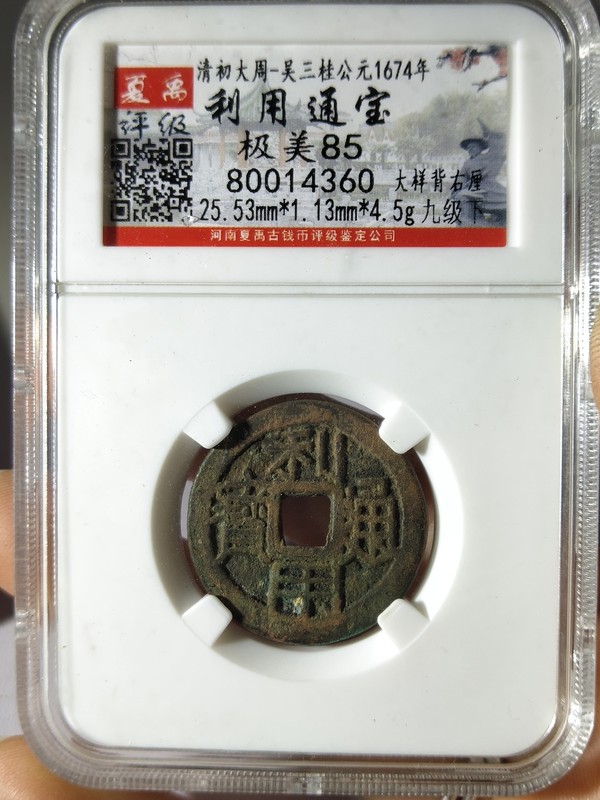 清初大周-吴三桂公元1674年
夏禹
评级
利用通宝
极美85
80014360 大样背右厘
25.53mm*1.13mm*4.5g 九级下
河南夏禹古钱币评级鉴定公司
利用通寳